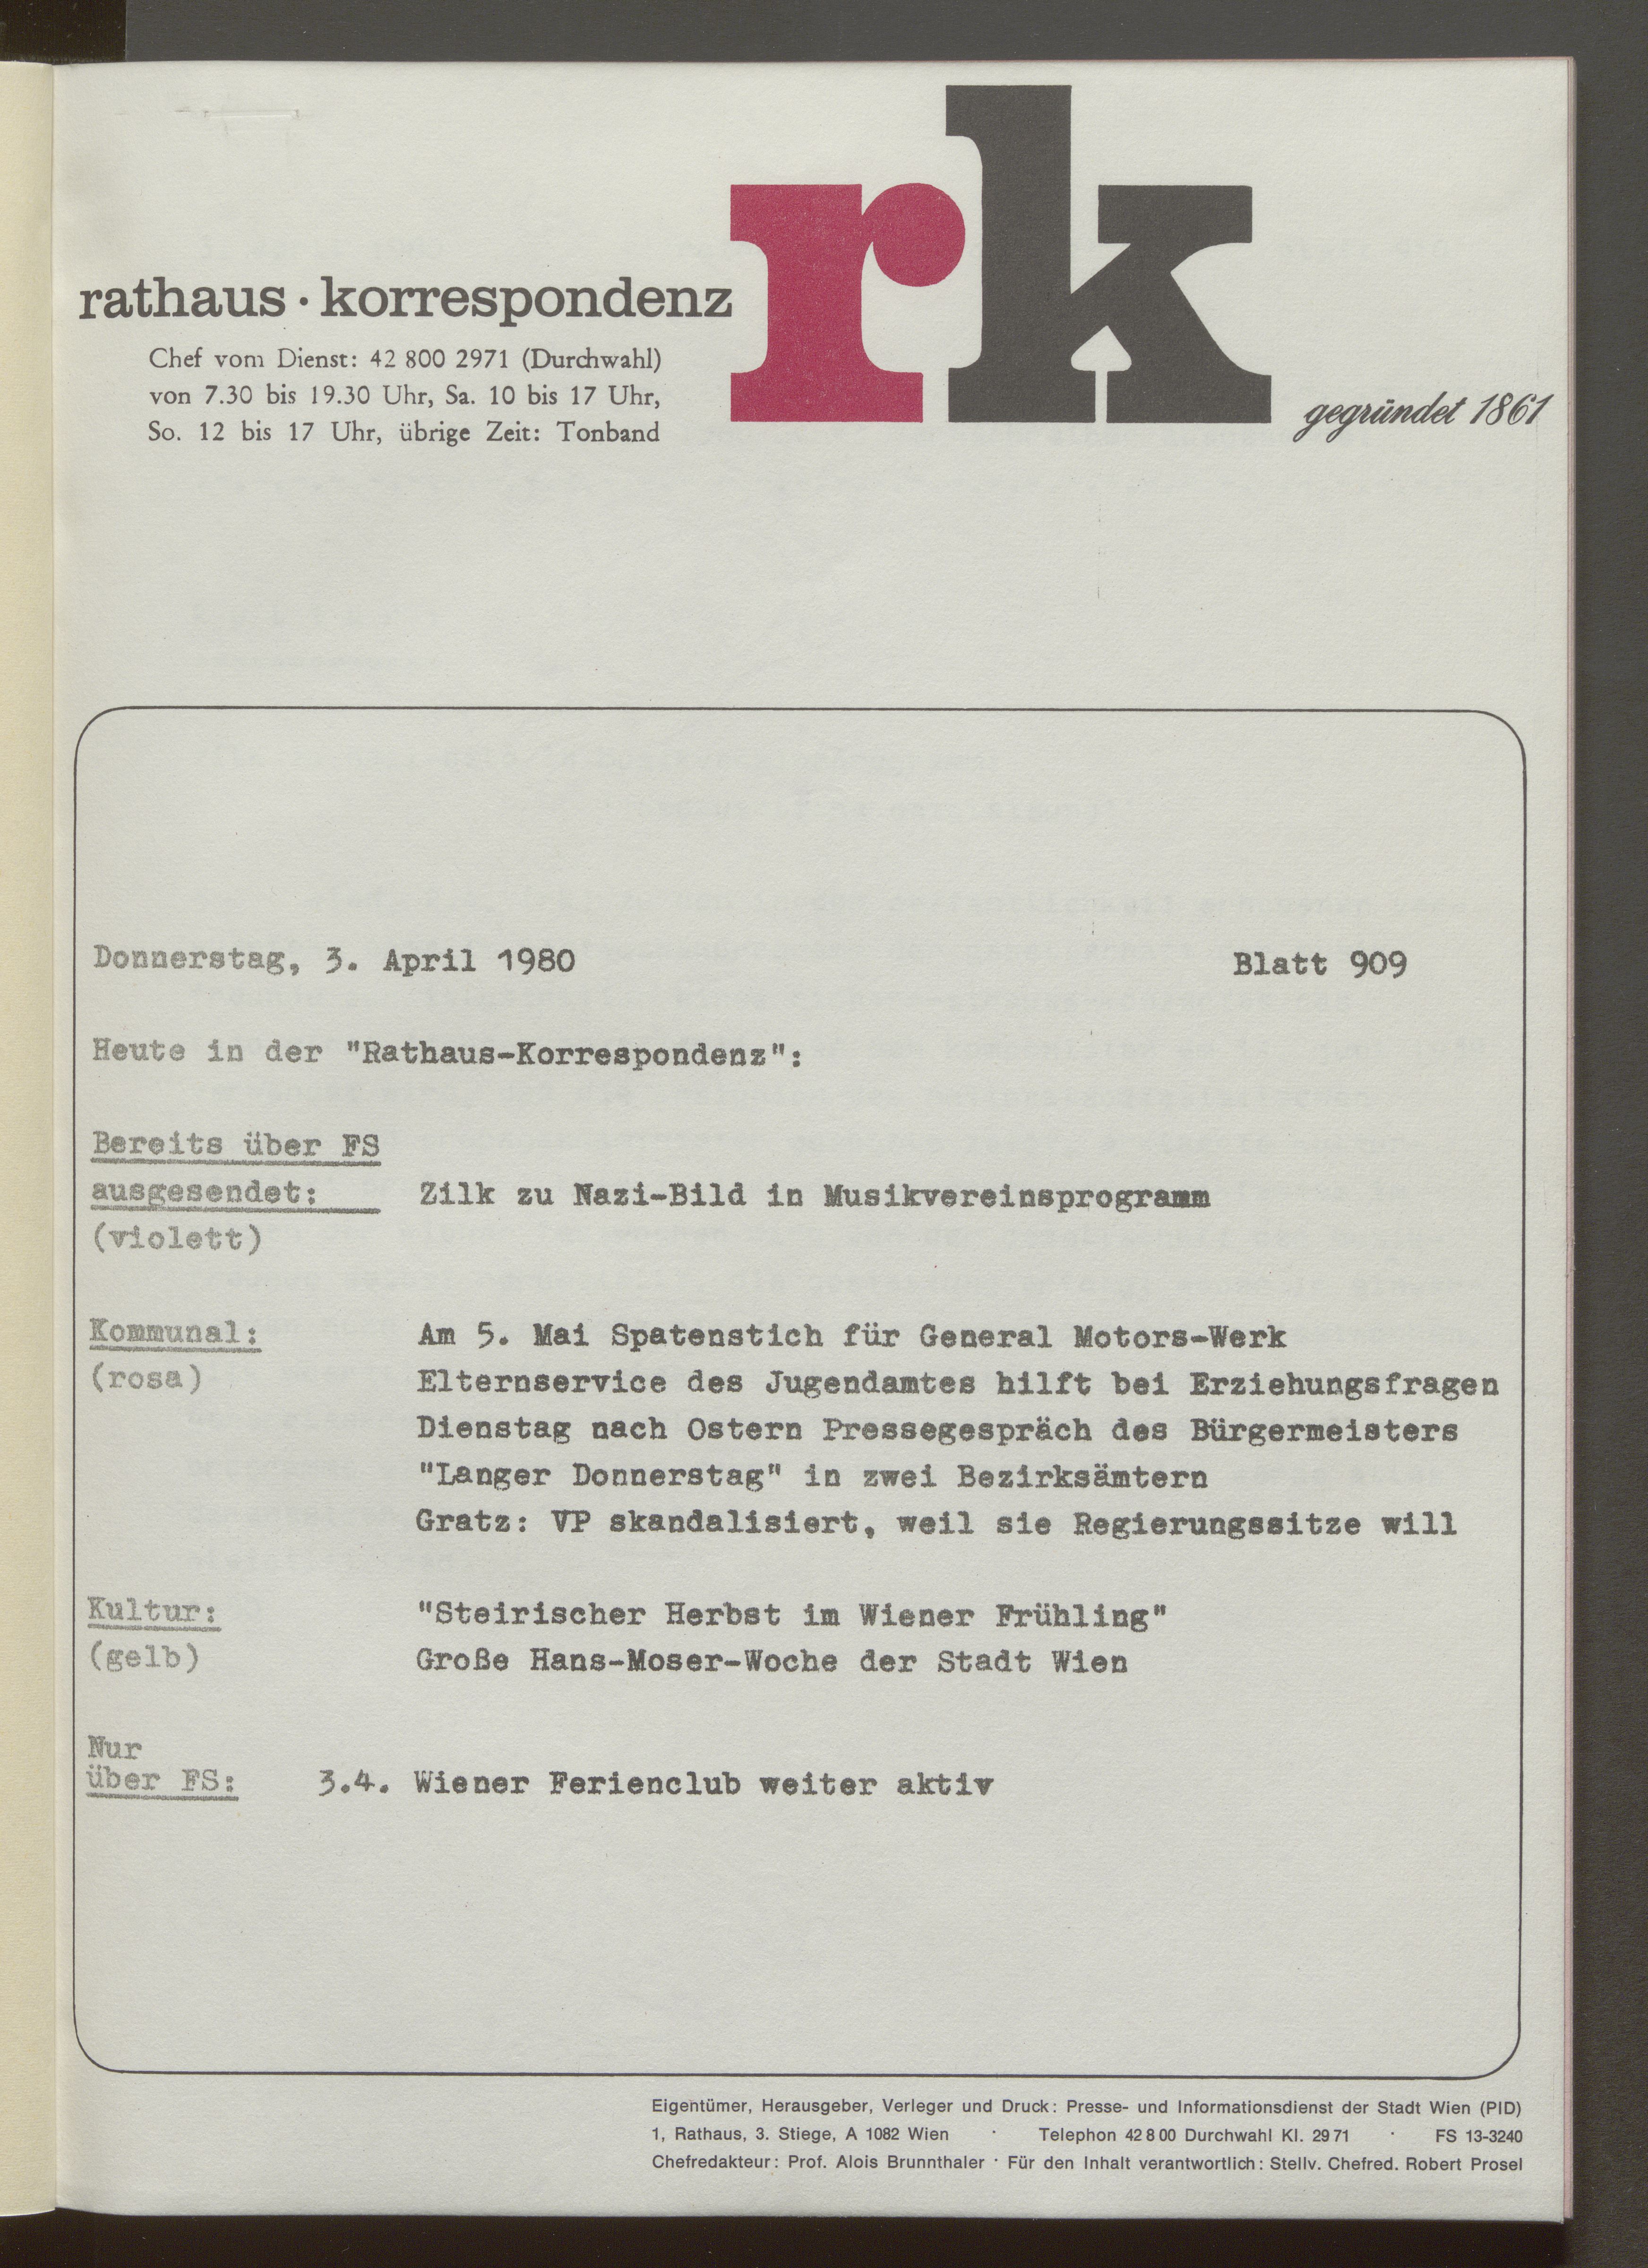 rk
rathaus · korrespondenz
Chef vom Dienst: 42 800 2971 (Durchwahl)
von 7.30 bis 19.30 Uhr, Sa. 10 bis 17 Uhr,
So. 12 bis 17 Uhr, übrige Zeit: Tonband
gegründet 1861
Donnerstag, 3. April 1980 Blatt 909
Heute in der "Rathaus-Korrespondenz":
Bereits über FS
ausgesendet: Zilk zu Nazi-Bild in Musikvereinsprogramm
(violett)
Kommunal: Am 5. Mai Spatenstich für General Motors-Werk
(rosa) Elternservice des Jugendamtes hilft bei Erziehungsfragen
Dienstag nach Ostern Pressegespräch des Bürgermeisters
"Langer Donnerstag" in zwei Bezirksämtern
Gratz: VP skandalisiert, weil sie Regierungssitze will
Kultur: "Steirischer Herbst im Wiener Frühling"
(gelb) Große Hans-Moser-Woche der Stadt Wien
Nur
über FS: 3.4. Wiener Ferienclub weiter aktiv
Eigentümer, Herausgeber, Verleger und Druck: Presse- und Informationsdienst der Stadt Wien (PID)
1, Rathaus, 3. Stiege, A 1082 Wien · Telephon 42 8 00 Durchwahl Kl. 29 71 · FS 13-3240
Chefredakteur: Prof. Alois Brunnthaler · Für den Inhalt verantwortlich: Stellv. Chefred. Robert Prosel